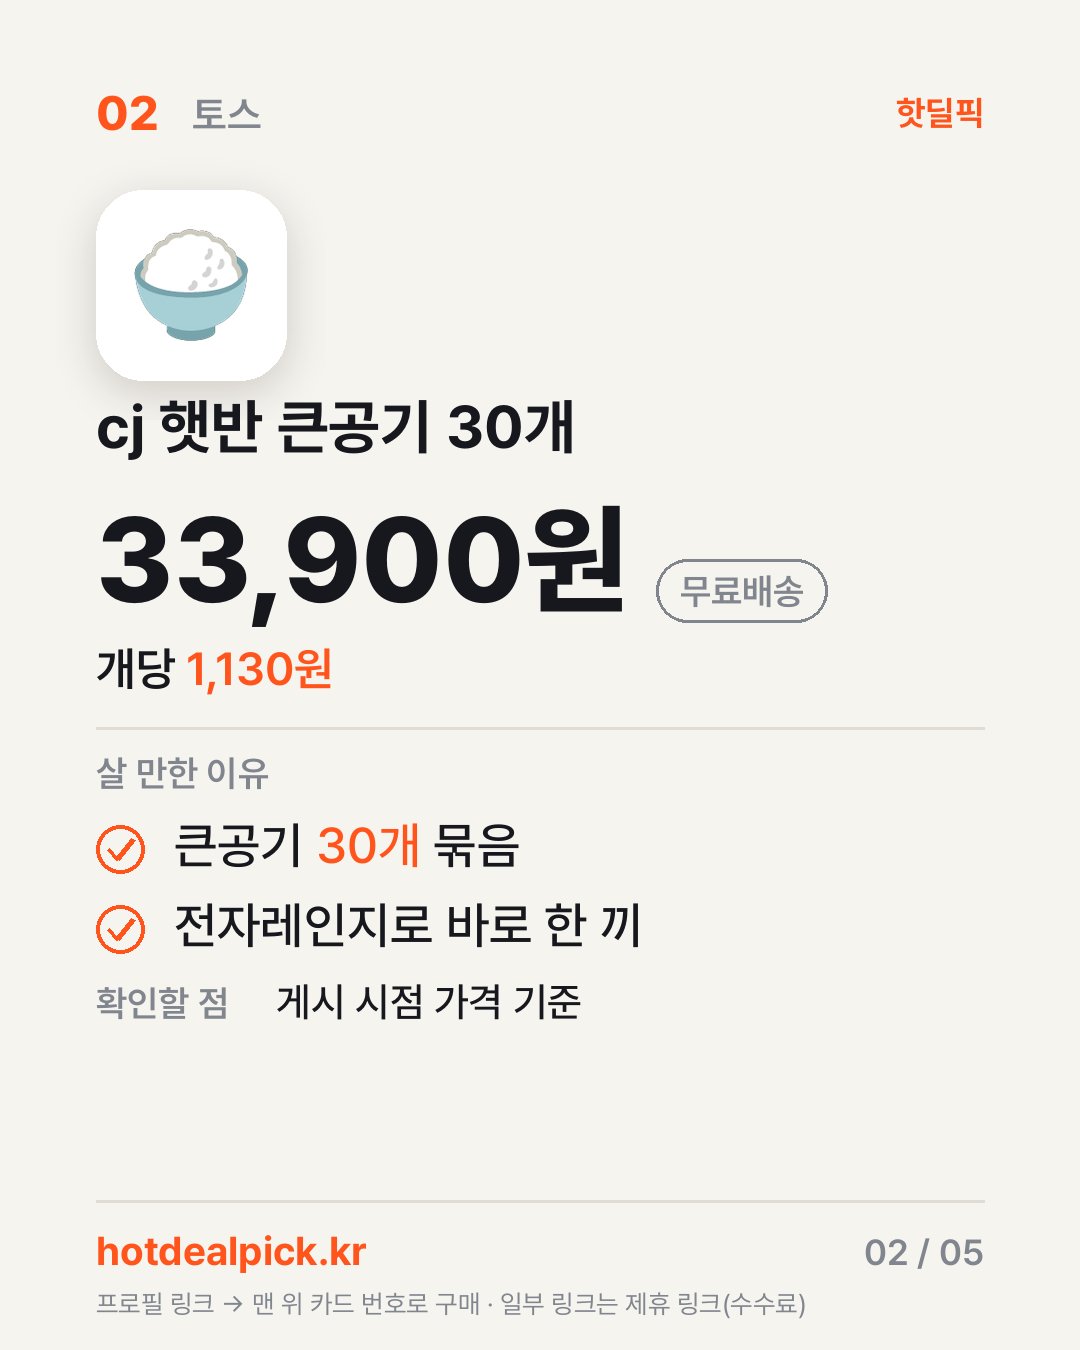 02 토스 핫딜픽
cj 햇반 큰공기 30개
33,900원 무료배송
개당 1,130원
살 만한 이유
큰공기 30개 묶음
전자레인지로 바로 한 끼
확인할 점 게시 시점 가격 기준
hotdealpick.kr 02 / 05
프로필 링크 → 맨 위 카드 번호로 구매 · 일부 링크는 제휴 링크(수수료)